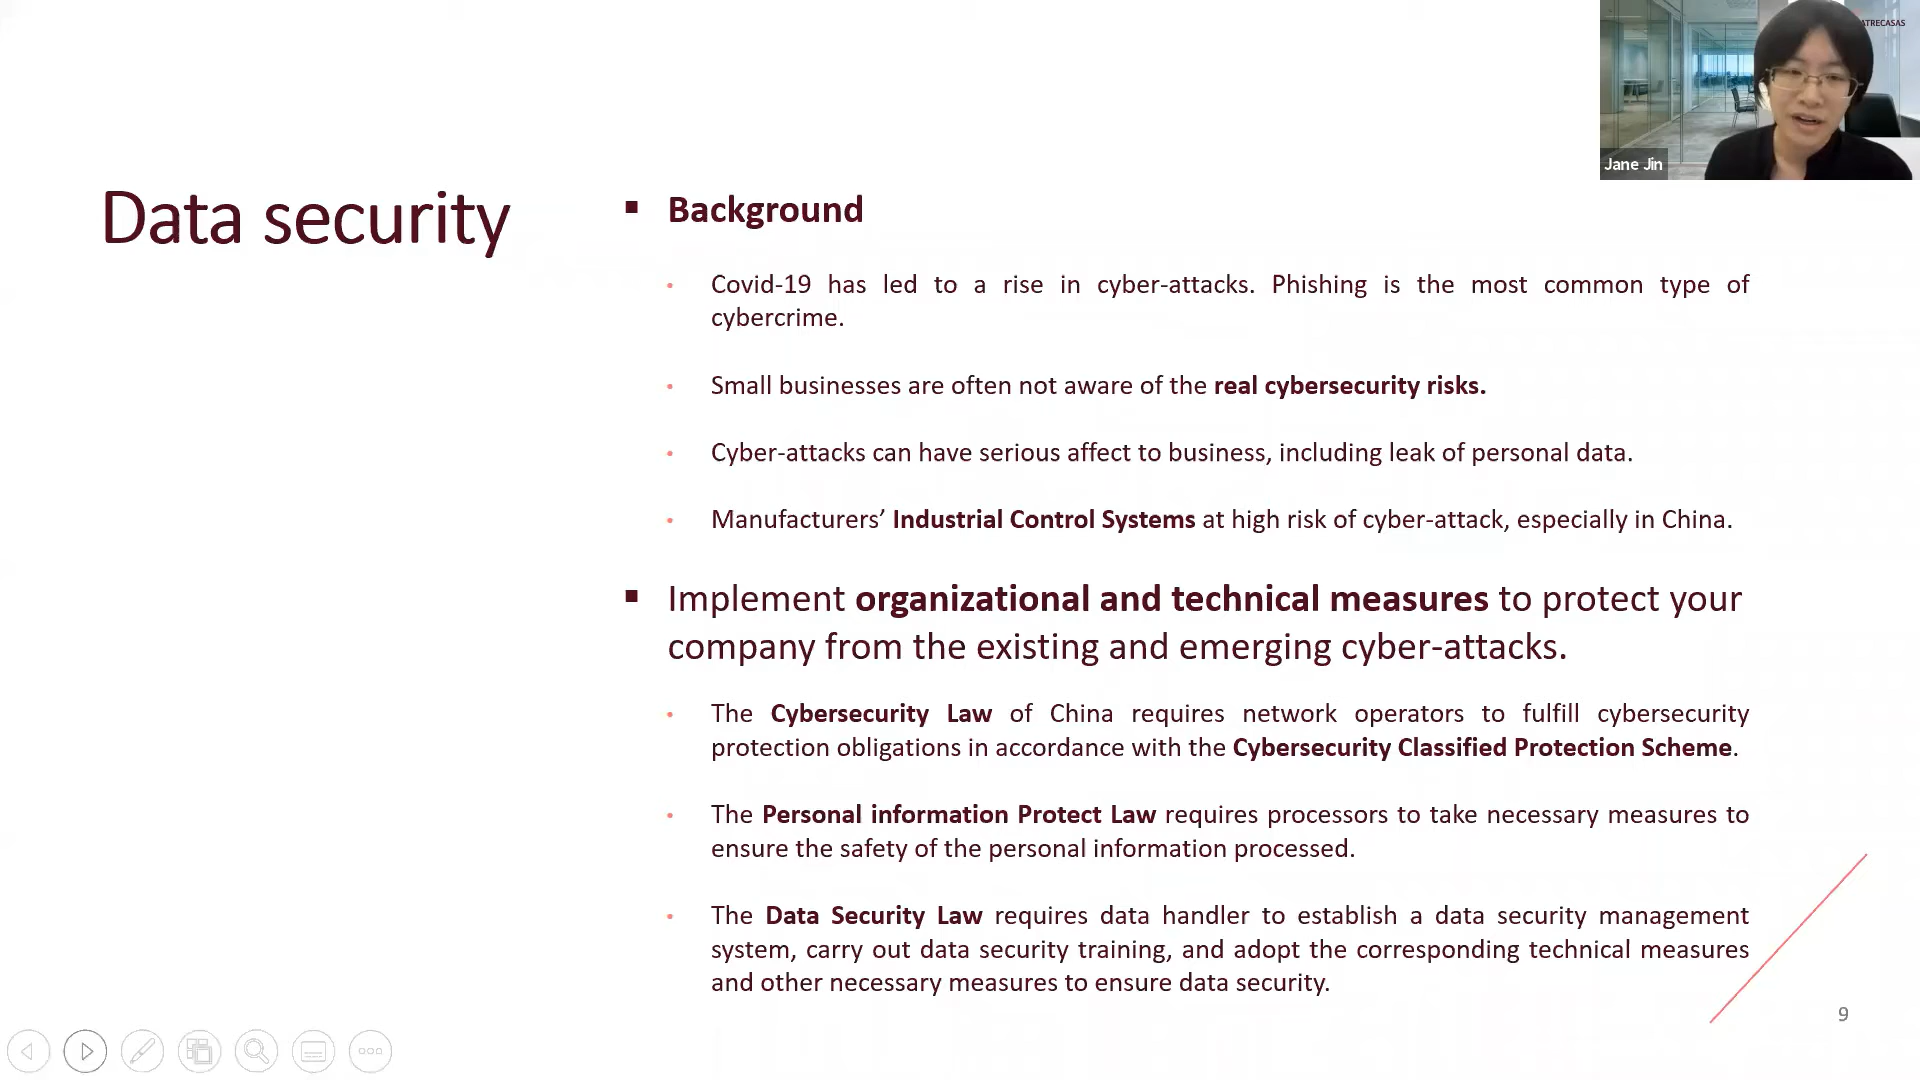 ATRECASAS
Jane Jin
Data security
▪ Background
• Covid-19 has led to a rise in cyber-attacks. Phishing is the most common type of
cybercrime.
• Small businesses are often not aware of the real cybersecurity risks.
• Cyber-attacks can have serious affect to business, including leak of personal data.
• Manufacturers’ Industrial Control Systems at high risk of cyber-attack, especially in China.
▪ Implement organizational and technical measures to protect your
company from the existing and emerging cyber-attacks.
• The Cybersecurity Law of China requires network operators to fulfill cybersecurity
protection obligations in accordance with the Cybersecurity Classified Protection Scheme.
• The Personal information Protect Law requires processors to take necessary measures to
ensure the safety of the personal information processed.
• The Data Security Law requires data handler to establish a data security management
system, carry out data security training, and adopt the corresponding technical measures
and other necessary measures to ensure data security.
9